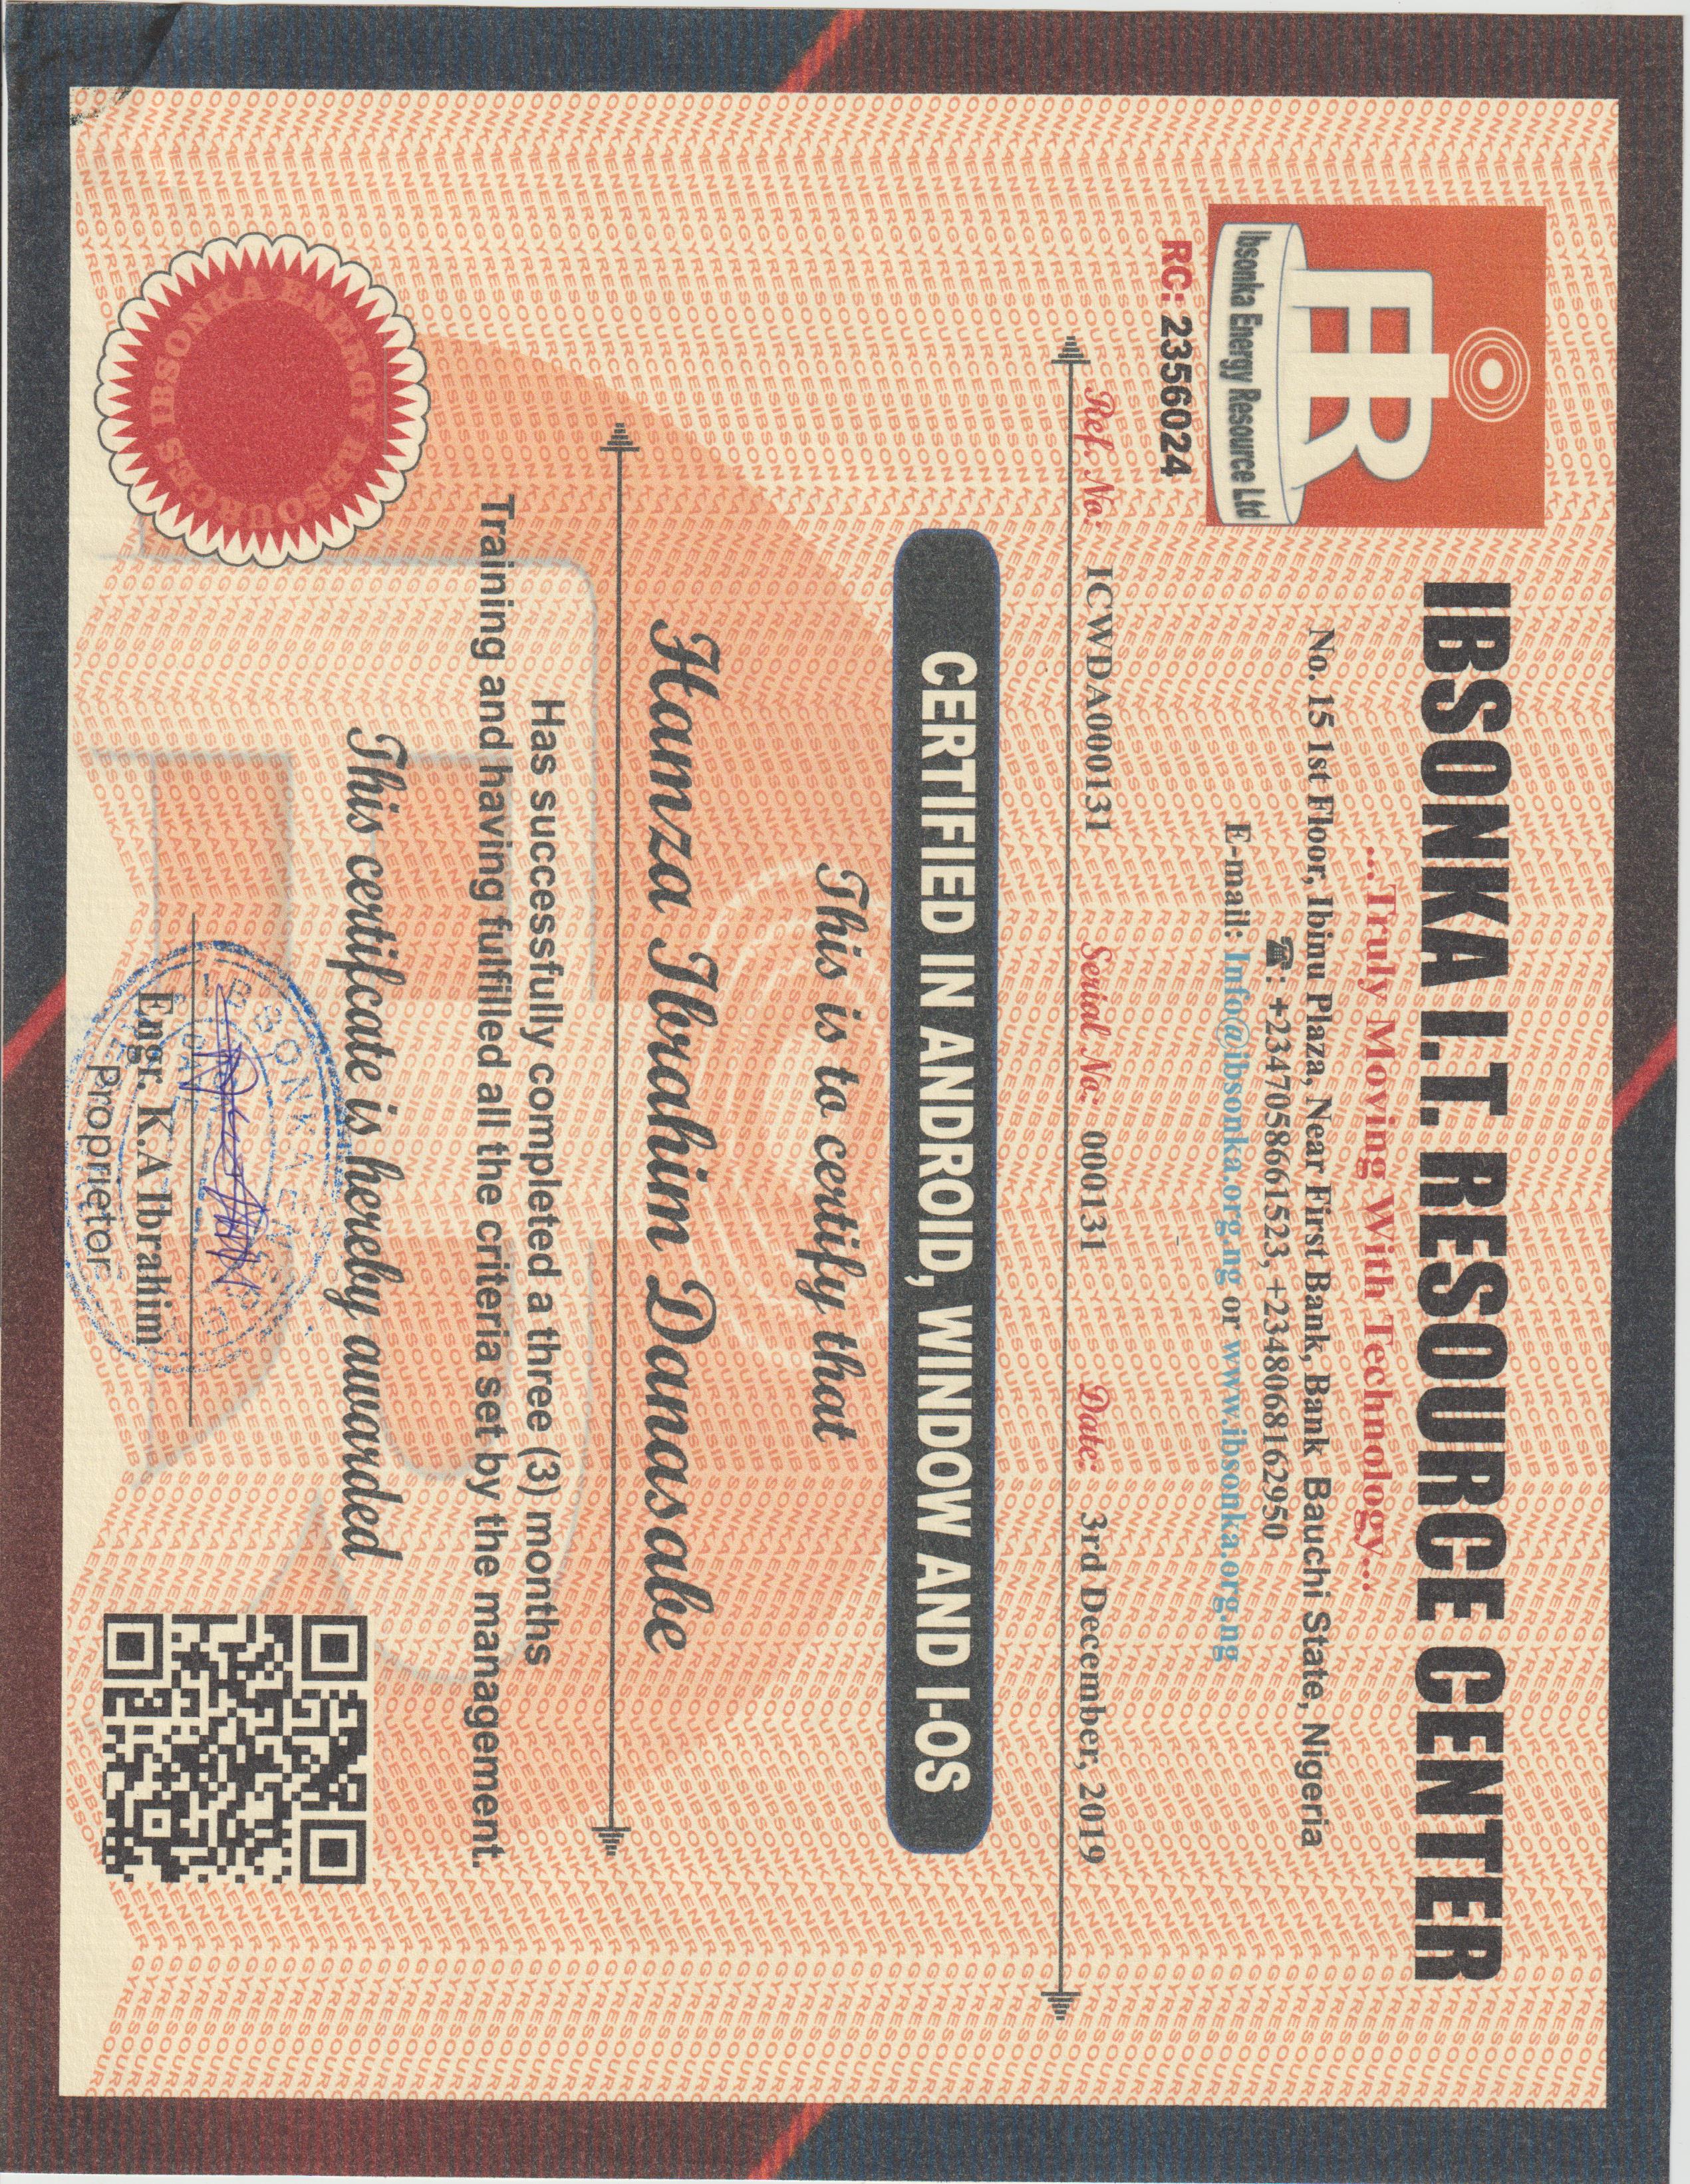 IBSONKA I.T. RESOURCE CENTER
...Truly Moving With Technology...
No. 15 1st Floor, Ibinu Plaza, Near First Bank, Bank Bauchi State, Nigeria
☎: +2347058661523, +2348068162950
E-mail: Info@ibsonka.org.ng or www.ibsonka.org.ng
Ibsonka Energy Resource Ltd
RC: 2356024
Ref. No: ICWDA000131 Serial No: 000131 Date: 3rd December, 2019
CERTIFIED IN ANDROID, WINDOW AND I-OS
This is to certify that
Hamza Ibrahim Danasabe
Has successfully completed a three (3) months
Training and having fulfilled all the criteria set by the management.
This certifcate is hereby awarded
IBSONKA ENERGY RESOURCES
IBSONKA ENERGY
DATE
Engr. K.A Ibrahim
Proprietor